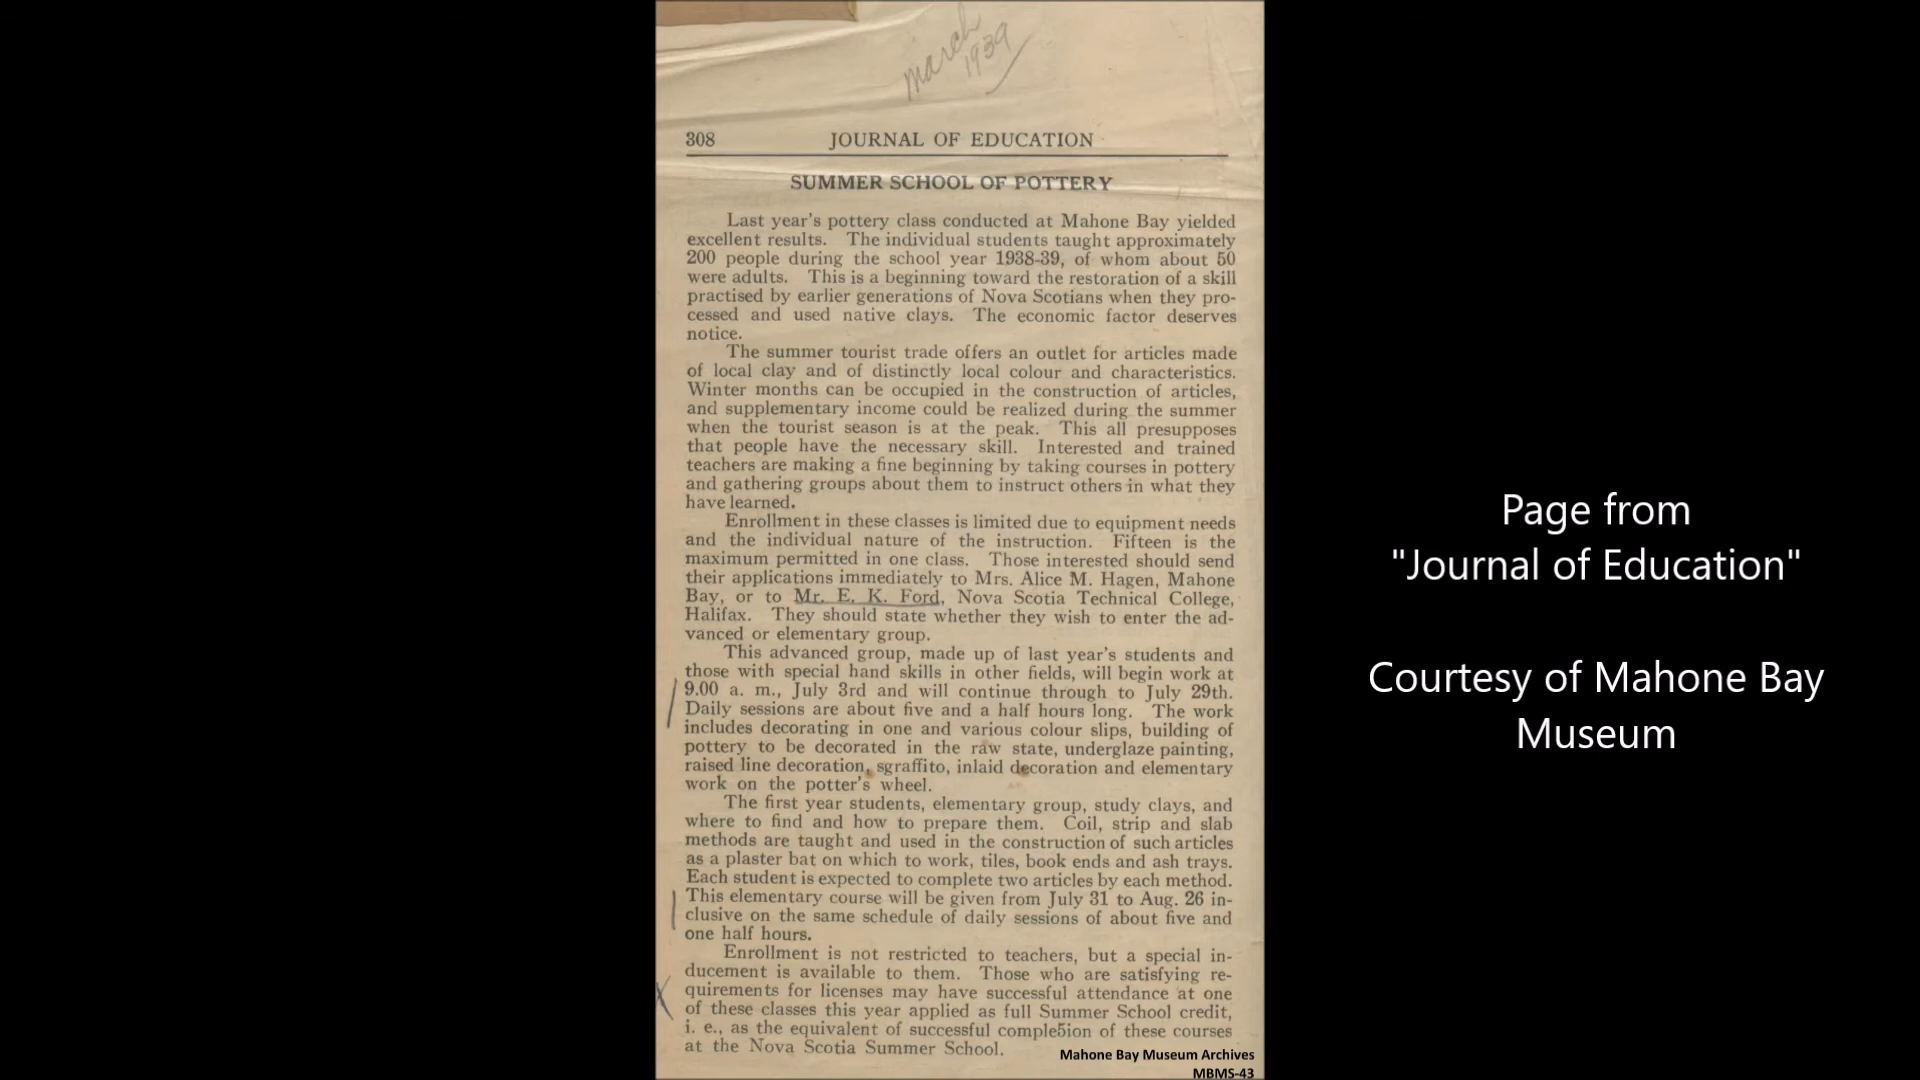 march
1939
308 JOURNAL OF EDUCATION
SUMMER SCHOOL OF POTTERY
Last year's pottery class conducted at Mahone Bay yielded
excellent results. The individual students taught approximately
200 people during the school year 1938-39, of whom about 50
were adults. This is a beginning toward the restoration of a skill
practised by earlier generations of Nova Scotians when they pro-
cessed and used native clays. The economic factor deserves
notice.
The summer tourist trade offers an outlet for articles made
of local clay and of distinctly local colour and characteristics.
Winter months can be occupied in the construction of articles,
and supplementary income could be realized during the summer
when the tourist season is at the peak. This all presupposes
that people have the necessary skill. Interested and trained
teachers are making a fine beginning by taking courses in pottery
and gathering groups about them to instruct others in what they
have learned.
Enrollment in these classes is limited due to equipment needs
and the individual nature of the instruction. Fifteen is the
maximum permitted in one class. Those interested should send
their applications immediately to Mrs. Alice M. Hagen, Mahone
Bay, or to Mr. E. K. Ford, Nova Scotia Technical College,
Halifax. They should state whether they wish to enter the ad-
vanced or elementary group.
This advanced group, made up of last year's students and
those with special hand skills in other fields, will begin work at
9.00 a. m., July 3rd and will continue through to July 29th.
Daily sessions are about five and a half hours long. The work
includes decorating in one and various colour slips, building of
pottery to be decorated in the raw state, underglaze painting,
raised line decoration, sgraffito, inlaid decoration and elementary
work on the potter's wheel.
The first year students, elementary group, study clays, and
where to find and how to prepare them. Coil, strip and slab
methods are taught and used in the construction of such articles
as a plaster bat on which to work, tiles, book ends and ash trays.
Each student is expected to complete two articles by each method.
This elementary course will be given from July 31 to Aug. 26 in-
clusive on the same schedule of daily sessions of about five and
one half hours.
Enrollment is not restricted to teachers, but a special in-
ducement is available to them. Those who are satisfying re-
quirements for licenses may have successful attendance at one
of these classes this year applied as full Summer School credit,
i. e., as the equivalent of successful comple5ion of these courses
at the Nova Scotia Summer School.
Mahone Bay Museum Archives
MBMS-43
Page from
"Journal of Education"
Courtesy of Mahone Bay
Museum